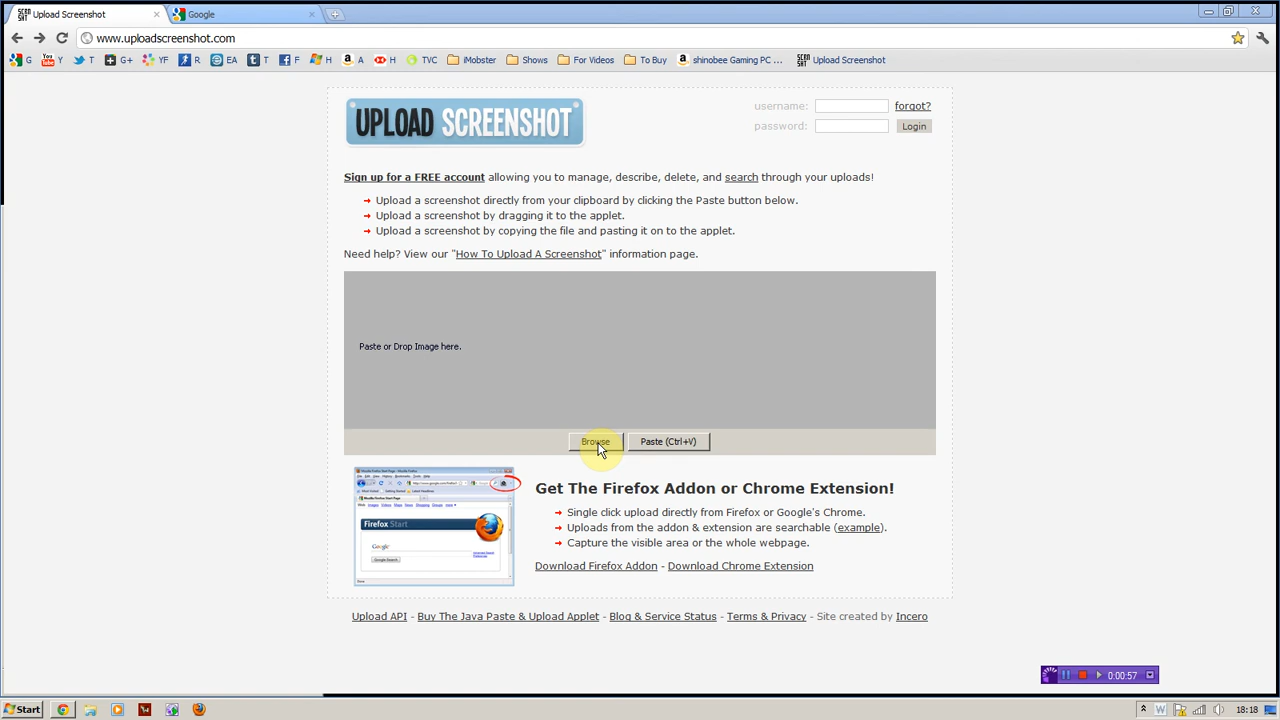 Upload Screenshot
Google
www.uploadscreenshot.com
G Y T G+ YF R EA T F H A H TVC iMobster Shows For Videos To Buy shinobee Gaming PC ... Upload Screenshot
UPLOAD SCREENSHOT
username: forgot?
password: Login
Sign up for a FREE account allowing you to manage, describe, delete, and search through your uploads!
Upload a screenshot directly from your clipboard by clicking the Paste button below.
Upload a screenshot by dragging it to the applet.
Upload a screenshot by copying the file and pasting it on to the applet.
Need help? View our "How To Upload A Screenshot" information page.
Paste or Drop Image here.
Browse Paste (Ctrl+V)
Firefox Start
Google
Get The Firefox Addon or Chrome Extension!
Single click upload directly from Firefox or Google's Chrome.
Uploads from the addon & extension are searchable (example).
Capture the visible area or the whole webpage.
Download Firefox Addon - Download Chrome Extension
Upload API - Buy The Java Paste & Upload Applet - Blog & Service Status - Terms & Privacy - Site created by Incero
0:00:57
Start
18:18